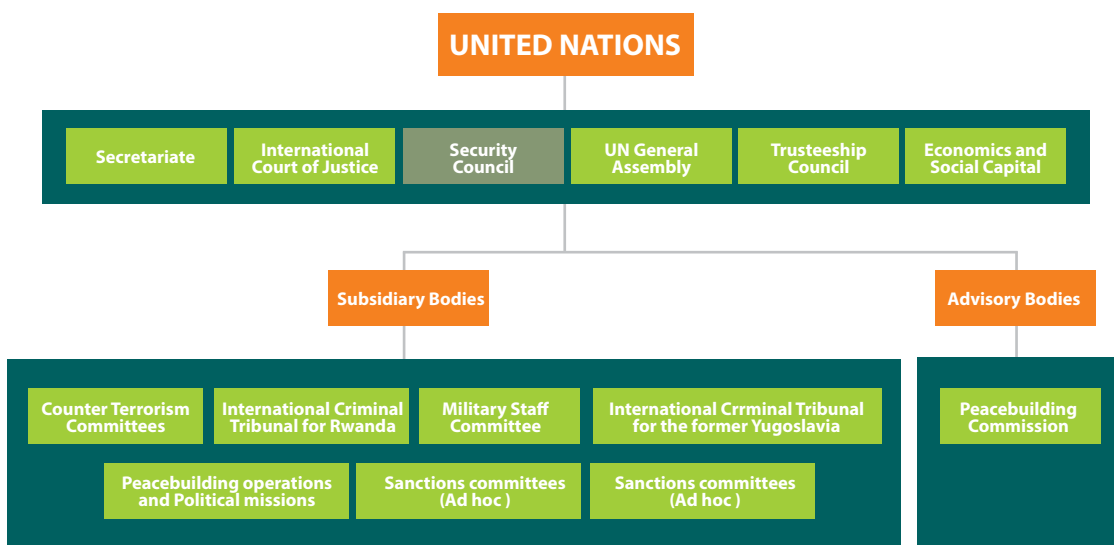 UNITED NATIONS
Secretariate
International
Court of Justice
Security
Council
UN General
Assembly
Trusteeship
Council
Economics and
Social Capital
Subsidiary Bodies
Advisory Bodies
Counter Terrorism
Committees
International Criminal
Tribunal for Rwanda
Military Staff
Committee
International Crrminal Tribunal
for the former Yugoslavia
Peacebuilding
Commission
Peacebuilding operations
and Political missions
Sanctions committees
(Ad hoc )
Sanctions committees
(Ad hoc )